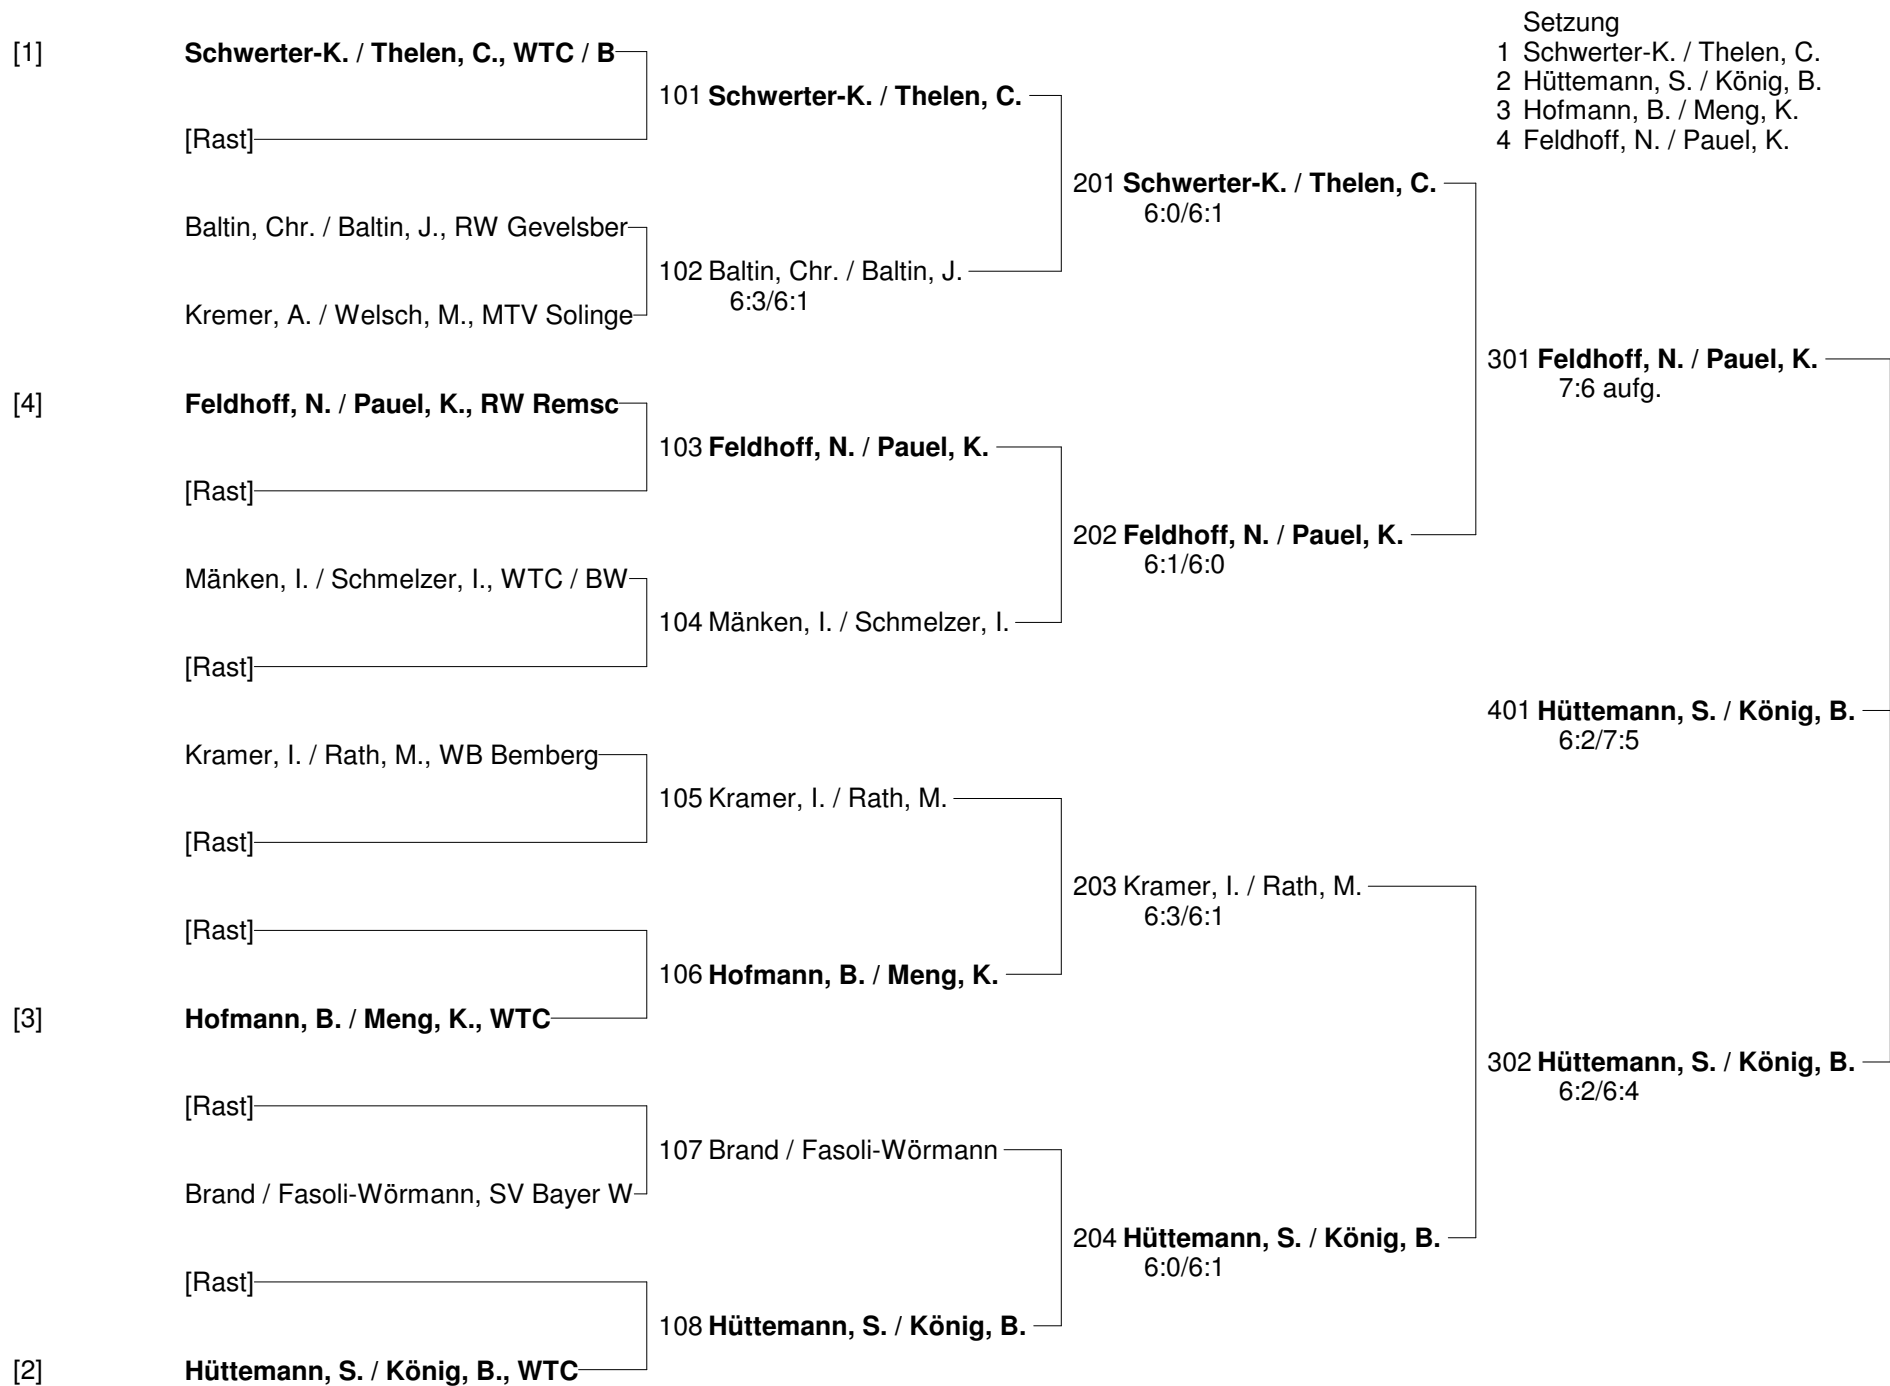 Setzung
1 Schwerter-K. / Thelen, C.
2 Hüttemann, S. / König, B.
3 Hofmann, B. / Meng, K.
4 Feldhoff, N. / Pauel, K.
[1] Schwerter-K. / Thelen, C., WTC / B
[Rast]
Baltin, Chr. / Baltin, J., RW Gevelsber
Kremer, A. / Welsch, M., MTV Solinge
[4] Feldhoff, N. / Pauel, K., RW Remsc
[Rast]
Mänken, I. / Schmelzer, I., WTC / BW
[Rast]
Kramer, I. / Rath, M., WB Bemberg
[Rast]
[Rast]
[3] Hofmann, B. / Meng, K., WTC
[Rast]
Brand / Fasoli-Wörmann, SV Bayer W
[Rast]
[2] Hüttemann, S. / König, B., WTC
101 Schwerter-K. / Thelen, C.
102 Baltin, Chr. / Baltin, J.
6:3/6:1
103 Feldhoff, N. / Pauel, K.
104 Mänken, I. / Schmelzer, I.
105 Kramer, I. / Rath, M.
106 Hofmann, B. / Meng, K.
107 Brand / Fasoli-Wörmann
108 Hüttemann, S. / König, B.
201 Schwerter-K. / Thelen, C.
6:0/6:1
202 Feldhoff, N. / Pauel, K.
6:1/6:0
203 Kramer, I. / Rath, M.
6:3/6:1
204 Hüttemann, S. / König, B.
6:0/6:1
301 Feldhoff, N. / Pauel, K.
7:6 aufg.
401 Hüttemann, S. / König, B.
6:2/7:5
302 Hüttemann, S. / König, B.
6:2/6:4